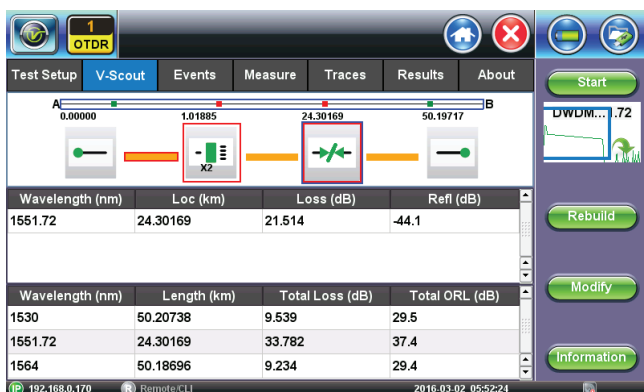 1
OTDR
Test Setup V-Scout Events Measure Traces Results About
Start
A B
0.00000 1.01885 24.30169 50.19717
X2
DWDM...1.72
Wavelength (nm) Loc (km) Loss (dB) Refl (dB)
1551.72 24.30169 21.514 -44.1
Rebuild
Wavelength (nm) Length (km) Total Loss (dB) Total ORL (dB)
1530 50.20738 9.539 29.5
1551.72 24.30169 33.782 37.4
1564 50.18696 9.234 29.4
Modify
Information
IP 192.168.0.170 R Remote/CLI 2016-03-02 05:52:24